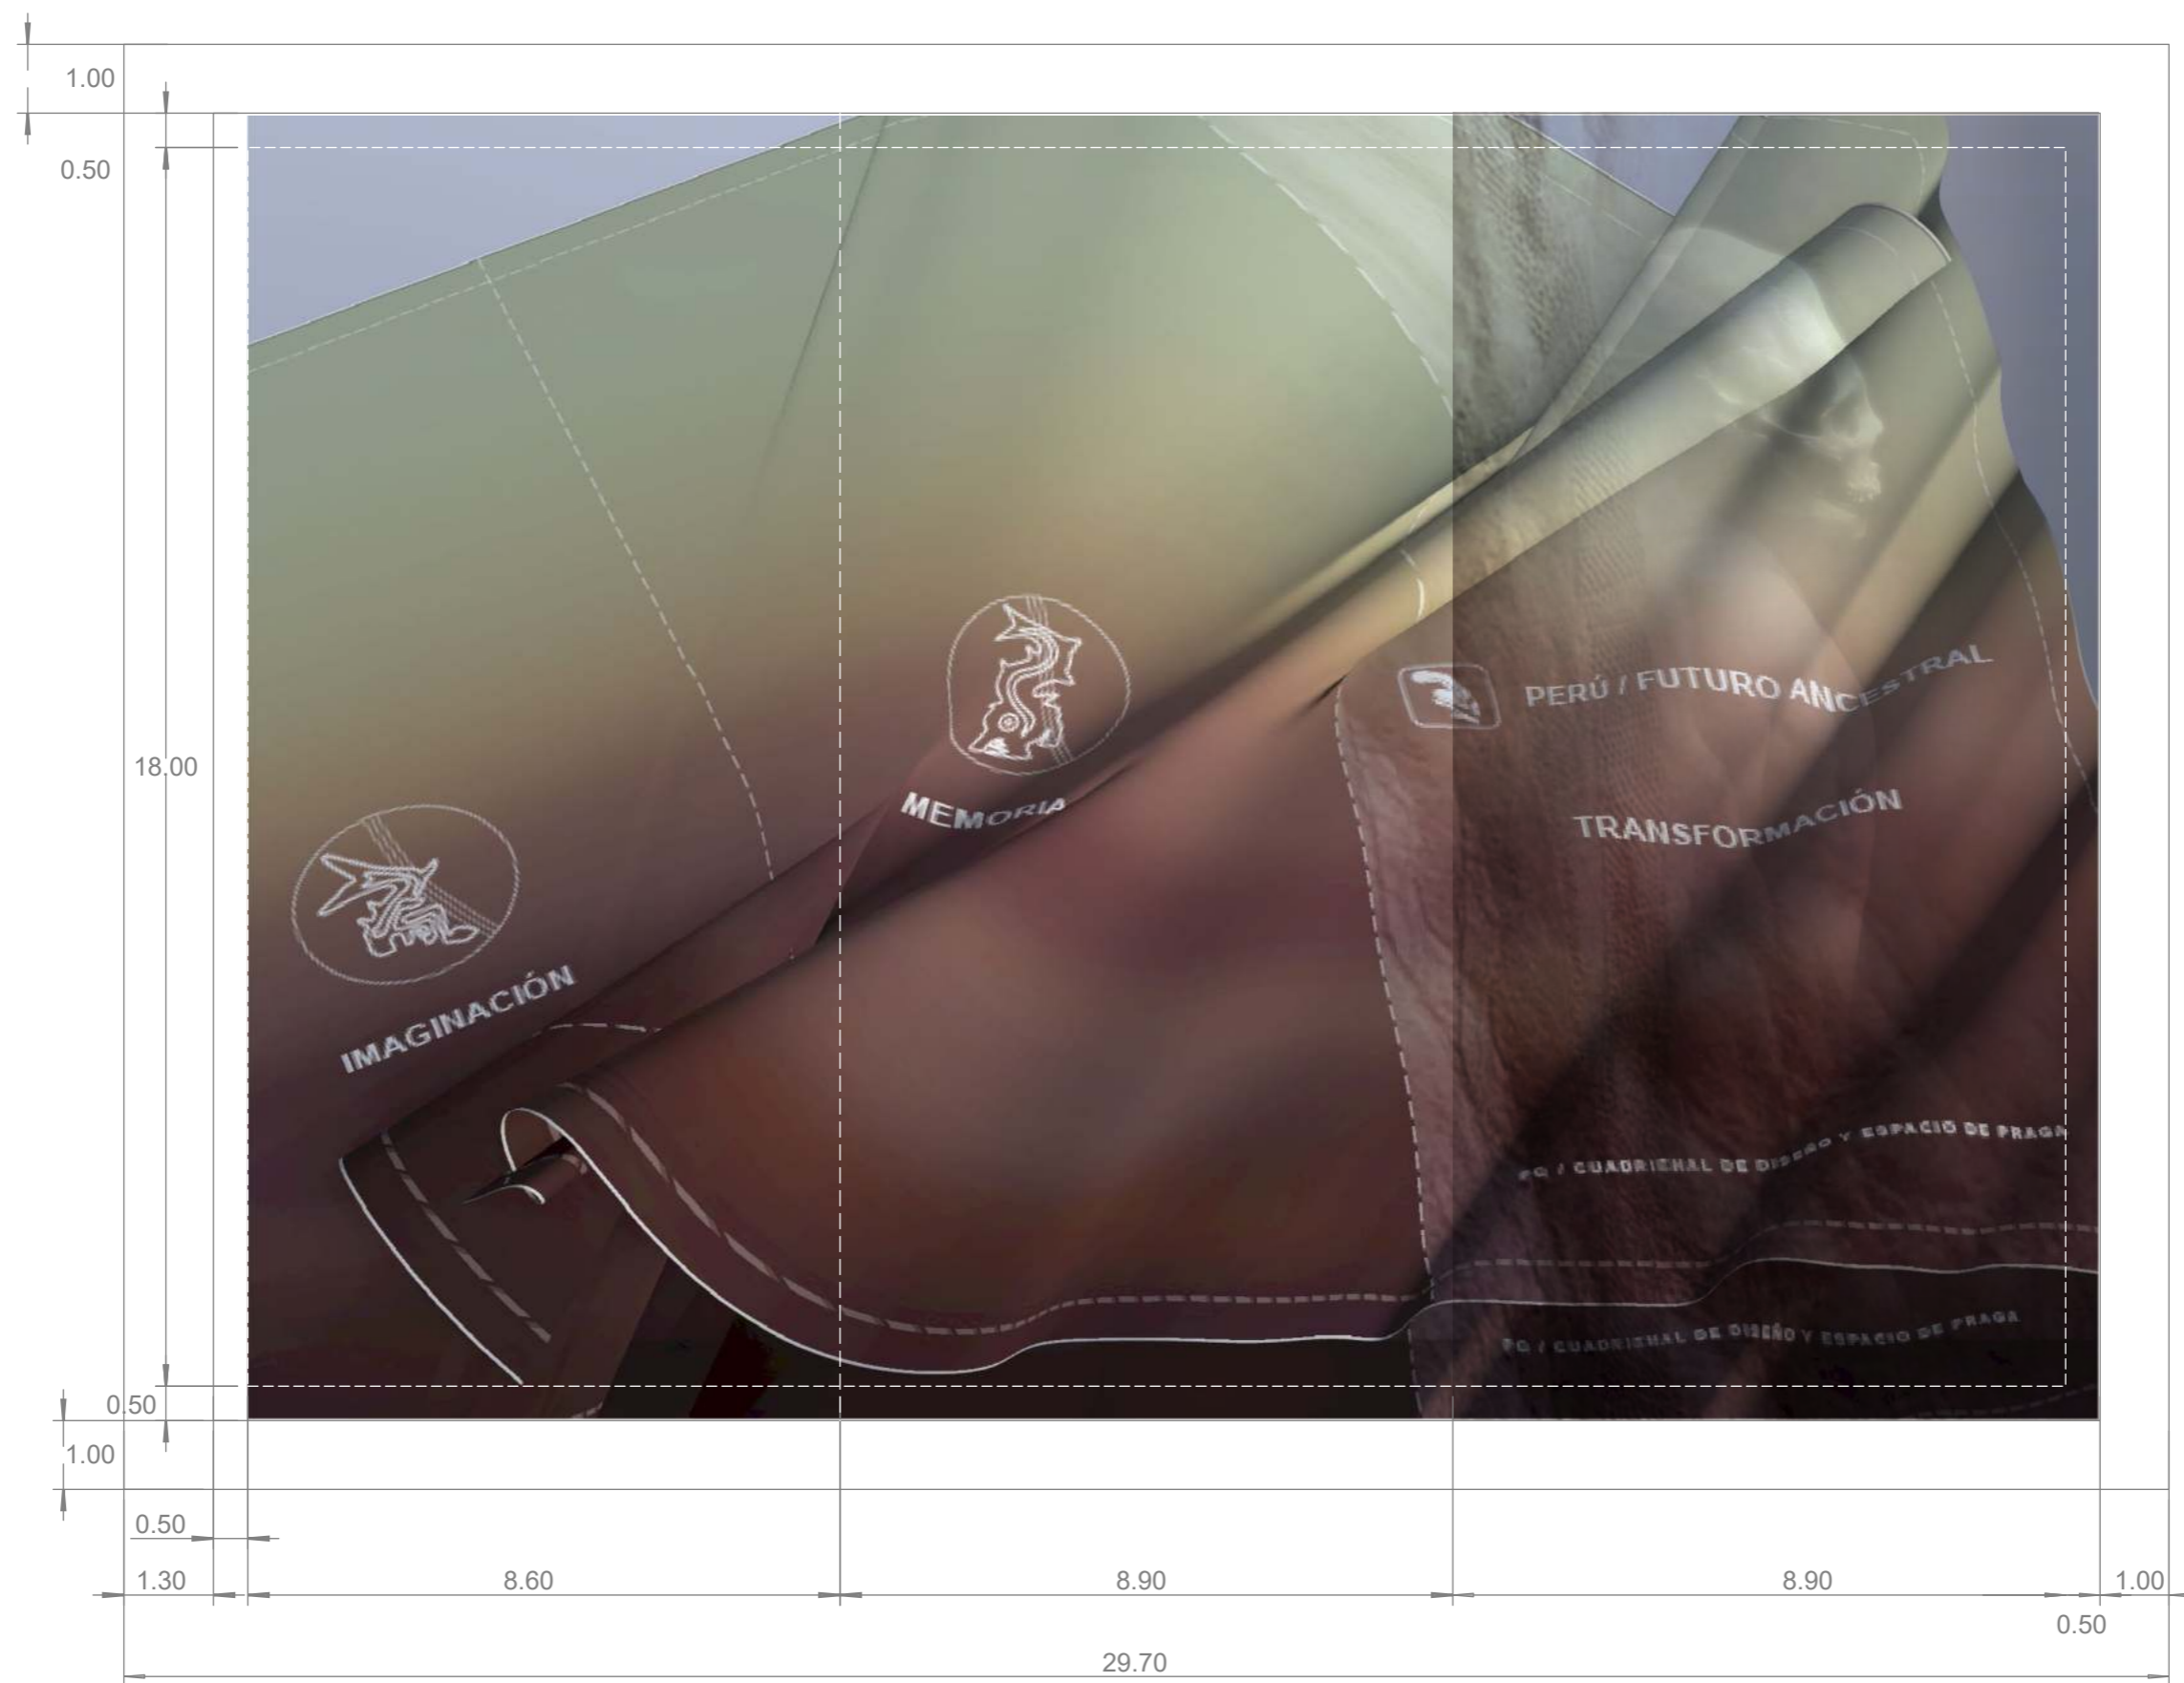 1.00
0.50
18.00
0.50
1.00
0.50
1.30
8.60
8.90
8.90
1.00
0.50
29.70
IMAGINACIÓN
MEMORIA
PERÚ / FUTURO ANCESTRAL
TRANSFORMACIÓN
PQ / CUADRIENAL DE DISEÑO Y ESPACIO DE PRAGA
PQ / CUADRIENAL DE DISEÑO Y ESPACIO DE PRAGA